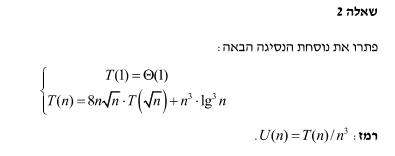 שאלה 2
פתרו את נוסחת הנסיגה הבאה:
T(1) = Θ(1)
T(n) = 8n√n · T(√n) + n³ · lg³ n
רמז: U(n) = T(n)/n³.